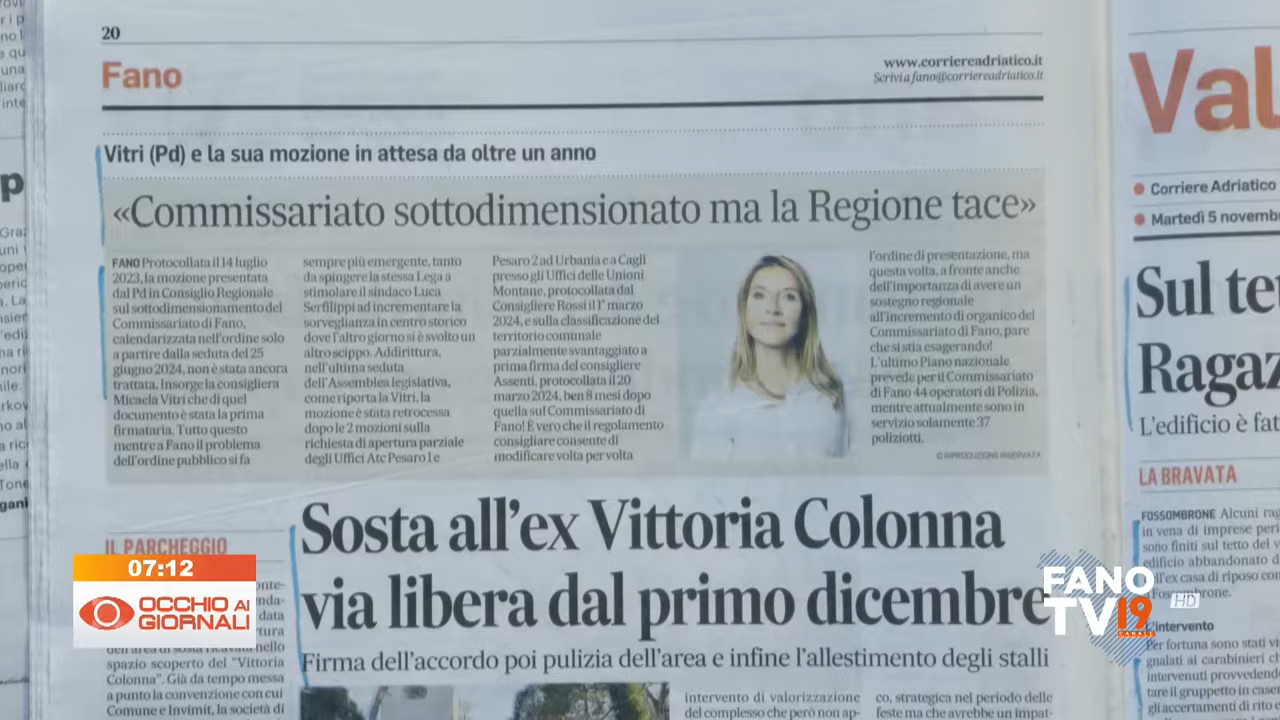 20
Fano
www.corriereadriatico.it
Scrivi a fano@corriereadriatico.it
Vitri (Pd) e la sua mozione in attesa da oltre un anno
«Commissariato sottodimensionato ma la Regione tace»
FANO Protocollata il 14 luglio
2023, la mozione presentata
dal Pd in Consiglio Regionale
sul sottodimensionamento del
Commissariato di Fano,
calendarizzata nell'ordine solo
a partire dalla seduta del 25
giugno 2024, non è stata ancora
trattata. Insorge la consigliera
Micaela Vitri che di quel
documento è stata la prima
firmataria. Tutto questo
mentre a Fano il problema
dell'ordine pubblico si fa
sempre più emergente, tanto
da spingere la stessa Lega a
stimolare il sindaco Luca
Serfilippi ad incrementare la
sorveglianza in centro storico
dove l'altro giorno si è svolto un
altro scippo. Addirittura,
nell'ultima seduta
dell'Assemblea legislativa,
come riporta la Vitri, la
mozione è stata retrocessa
dopo le 2 mozioni sulla
richiesta di apertura parziale
degli Uffici Atc Pesaro 1 e
Pesaro 2 ad Urbania e a Cagli
presso gli Uffici delle Unioni
Montane, protocollata dal
Consigliere Rossi il 1° marzo
2024, e sulla classificazione del
territorio comunale
parzialmente svantaggiato a
prima firma del consigliere
Assenti, protocollata il 20
marzo 2024, ben 8 mesi dopo
quella sul Commissariato di
Fano! È vero che il regolamento
consigliare consente di
modificare volta per volta
l'ordine di presentazione, ma
questa volta, a fronte anche
dell'importanza di avere un
sostegno regionale
all'incremento di organico del
Commissariato di Fano, pare
che si stia esagerando!
L'ultimo Piano nazionale
prevede per il Commissariato
di Fano 44 operatori di Polizia,
mentre attualmente sono in
servizio solamente 37
poliziotti.
© RIPRODUZIONE RISERVATA
IL PARCHEGGIO
Sosta all'ex Vittoria Colonna
via libera dal primo dicembre
Firma dell'accordo poi pulizia dell'area e infine l'allestimento degli stalli
spazio scoperto del "Vittoria
Colonna". Già da tempo messa
a punto la convenzione con cui
Comune e Invimit, la società di
intervento di valorizzazione
del complesso che però non ap-
co, strategica nel periodo delle
feste ma che avrebbe un impat-
Val
Corriere Adriatico
Martedì 5 novemb
Sul te
Ragaz
L'edificio è fat
LA BRAVATA
FOSSOMBRONE Alcuni rag
in vena di imprese peri
sono finiti sul tetto del v
edificio abbandonato d
ll'ex casa di riposo con
L'intervento
Per fortuna sono stati vi
gnalati ai carabinieri ch
intervenuti provvedend
tare il gruppetto in caser
gli accertamenti di rito e
07:12
OCCHIO AI
GIORNALI
FANO
TV 19
CANALE
HD